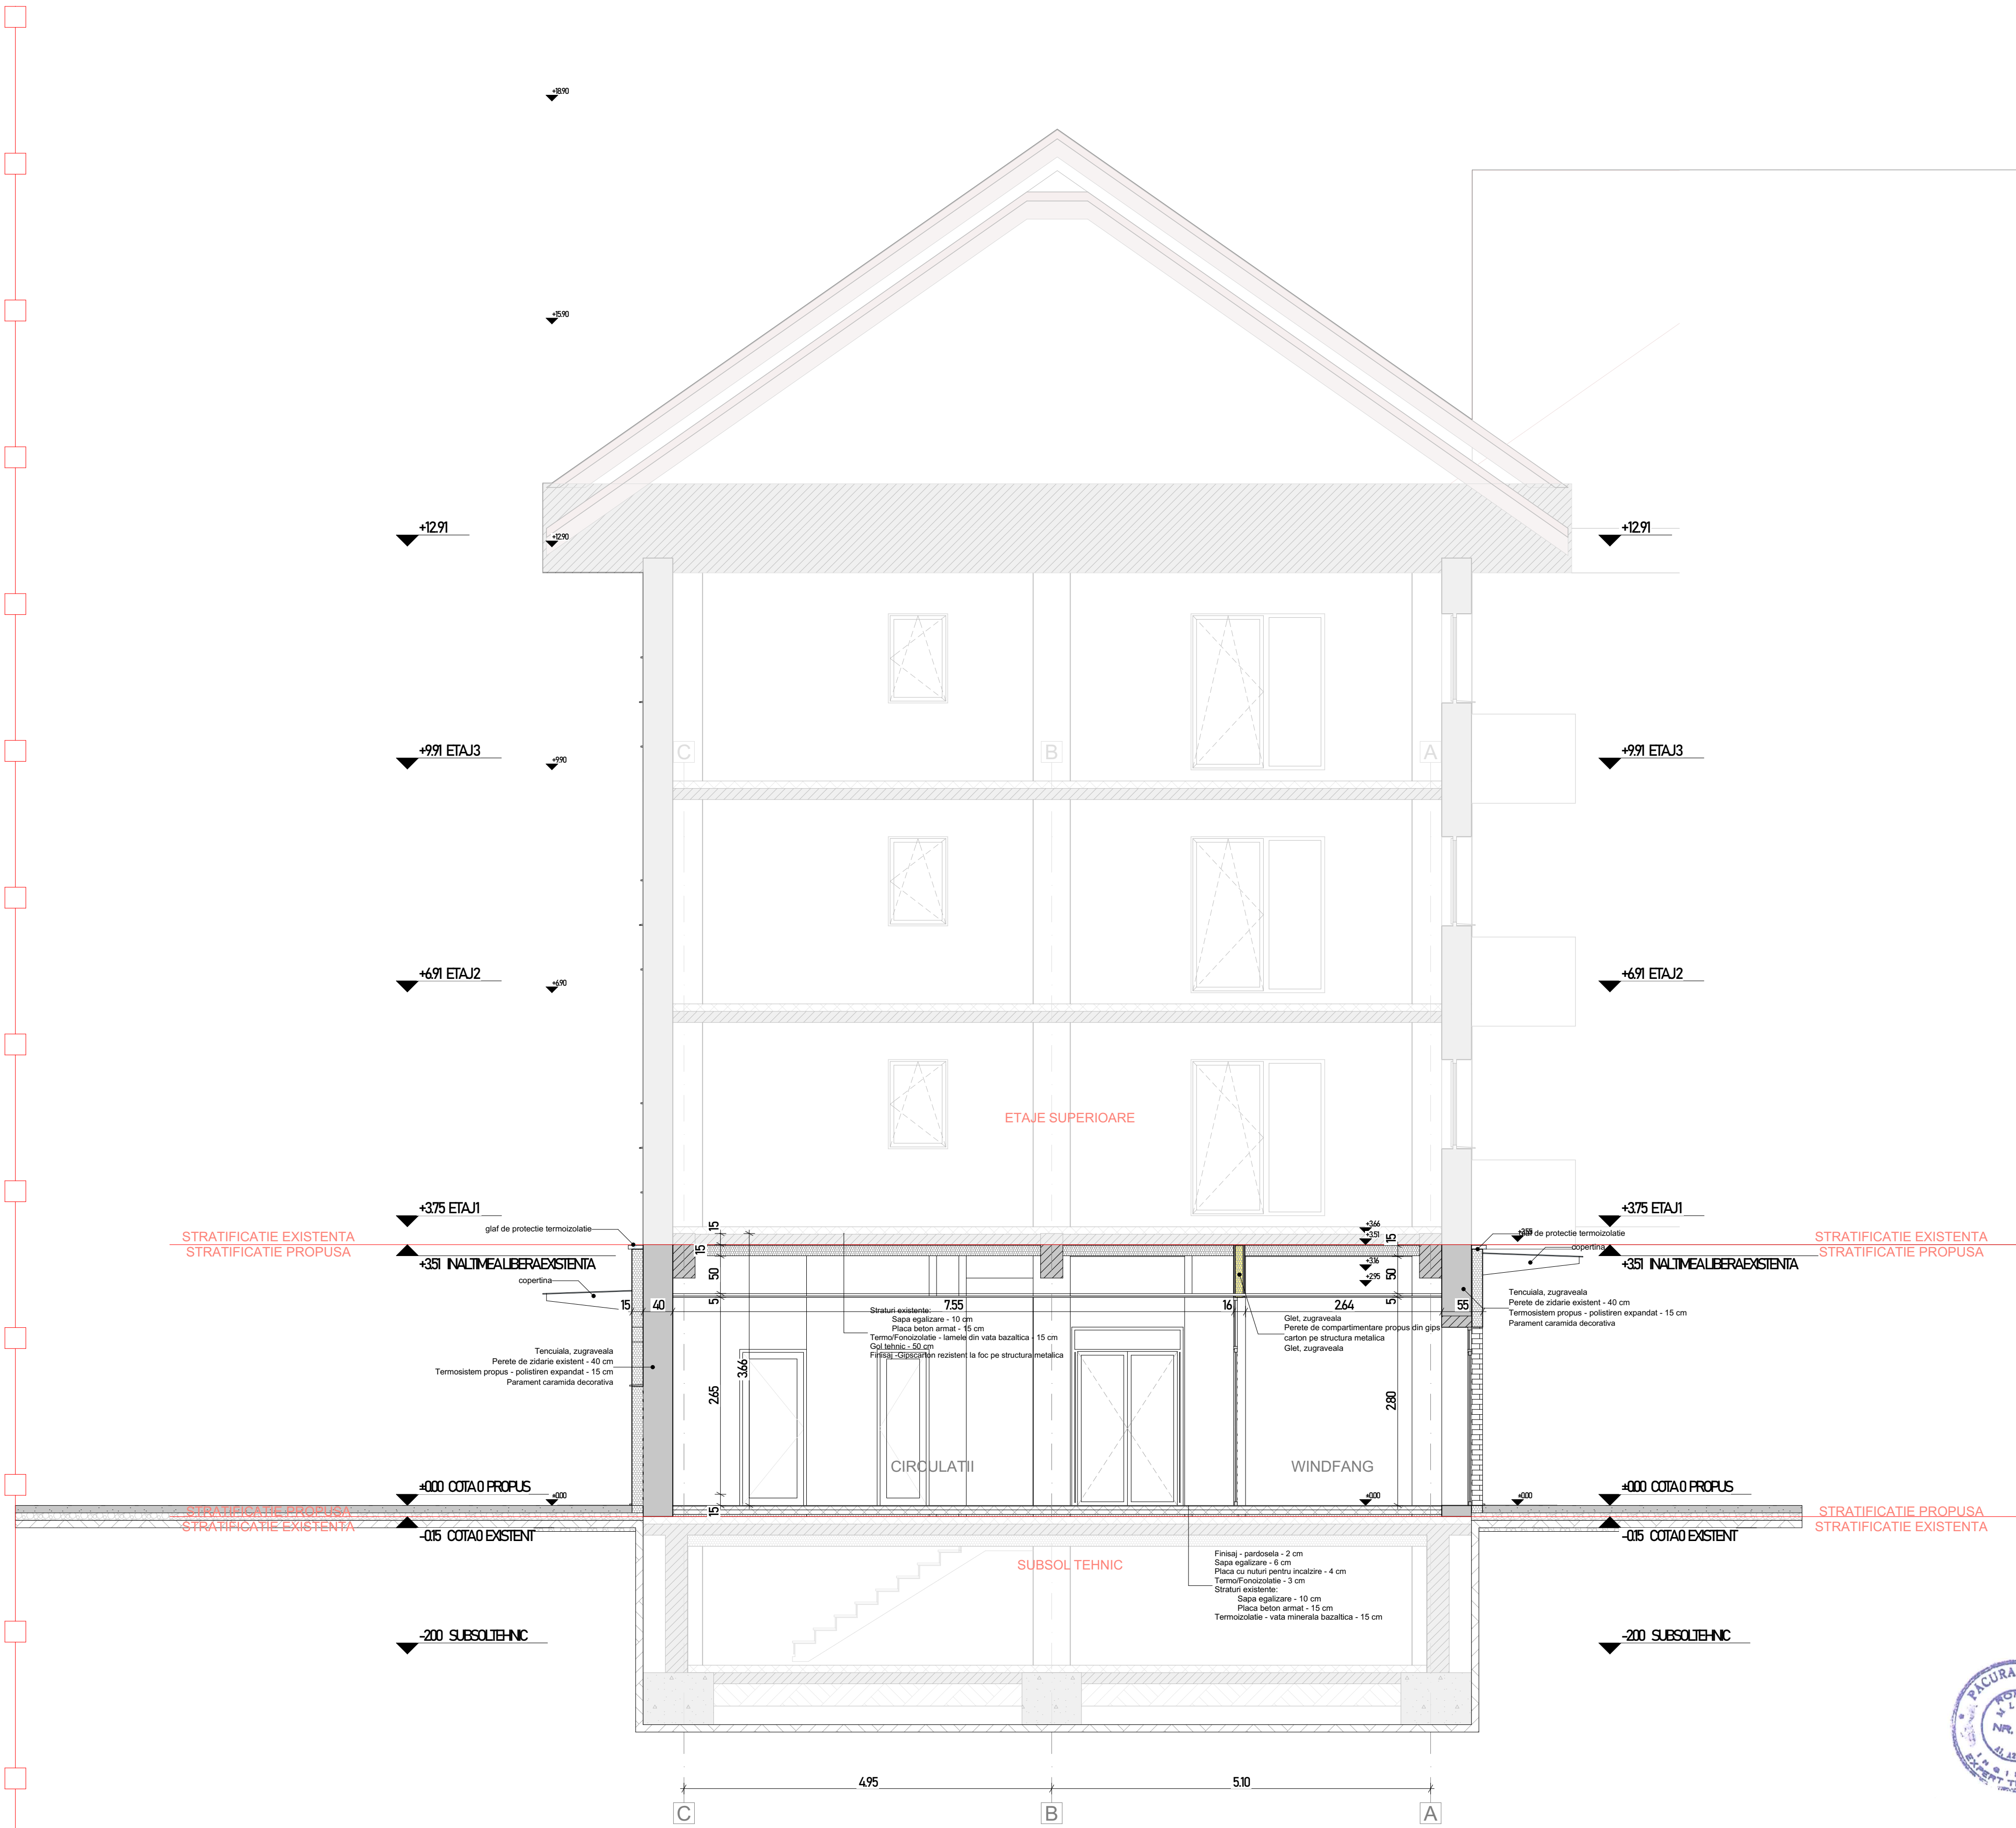 +18.90
+15.90
+12.91
+12.90
+12.91
+9.91 ETAJ 3
+9.90
C
B
A
+9.91 ETAJ 3
+6.91 ETAJ 2
+6.90
+6.91 ETAJ 2
ETAJE SUPERIOARE
+3.75 ETAJ 1
+3.75 ETAJ 1
glaf de protectie termoizolatie
glaf de protectie termoizolatie
STRATIFICATIE EXISTENTA
STRATIFICATIE PROPUSA
STRATIFICATIE EXISTENTA
STRATIFICATIE PROPUSA
+3.51 INALTIMEA LIBERA EXISTENTA
+3.51 INALTIMEA LIBERA EXISTENTA
copertina
copertina
15
15
50
5
+3.66
+3.51
+3.16
+2.95
15
50
5
15
40
7.55
16
2.64
55
Straturi existente:
Sapa egalizare - 10 cm
Placa beton armat - 15 cm
Termo/Fonoizolatie - lamele din vata bazaltica - 15 cm
Gol tehnic - 50 cm
Finisaj -Gipscarton rezistent la foc pe structura metalica
Glet, zugraveala
Perete de compartimentare propus din gips
carton pe structura metalica
Glet, zugraveala
Tencuiala, zugraveala
Perete de zidarie existent - 40 cm
Termosistem propus - polistiren expandat - 15 cm
Parament caramida decorativa
Tencuiala, zugraveala
Perete de zidarie existent - 40 cm
Termosistem propus - polistiren expandat - 15 cm
Parament caramida decorativa
3.66
2.65
2.80
CIRCULATII
WINDFANG
±0.00 COTA 0 PROPUS
±0.00
±0.00
±0.00
±0.00 COTA 0 PROPUS
15
STRATIFICATIE PROPUSA
STRATIFICATIE EXISTENTA
STRATIFICATIE PROPUSA
STRATIFICATIE EXISTENTA
-0.15 COTA 0 EXISTENT
-0.15 COTA 0 EXISTENT
SUBSOL TEHNIC
Finisaj - pardosela - 2 cm
Sapa egalizare - 6 cm
Placa cu nuturi pentru incalzire - 4 cm
Termo/Fonoizolatie - 3 cm
Straturi existente:
Sapa egalizare - 10 cm
Placa beton armat - 15 cm
Termoizolatie - vata minerala bazaltica - 15 cm
-2.00 SUBSOL TEHNIC
-2.00 SUBSOL TEHNIC
4.95
5.10
C
B
A
NR.